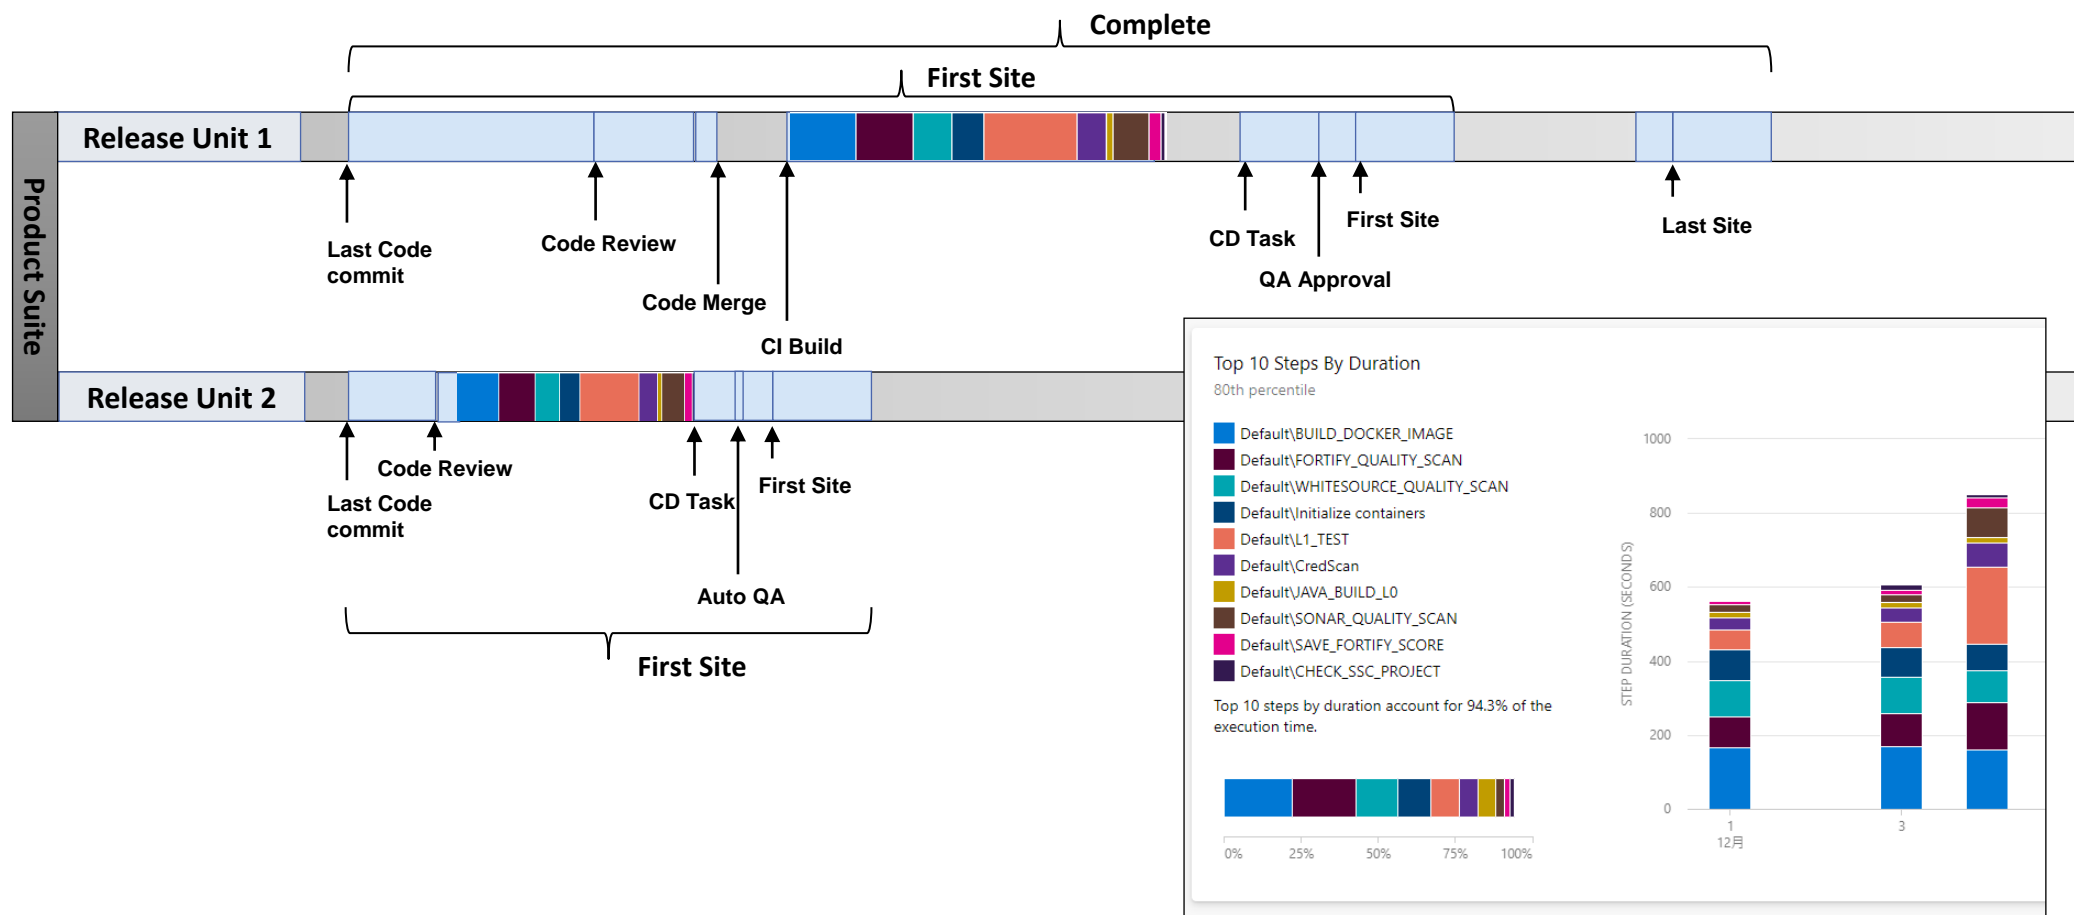 Complete
First Site
Product Suite
Release Unit 1
Last Code
commit
Code Review
Code Merge
CI Build
CD Task
QA Approval
First Site
Last Site
Release Unit 2
Last Code
commit
Code Review
CD Task
Auto QA
First Site
First Site
Top 10 Steps By Duration
80th percentile
Default\BUILD_DOCKER_IMAGE
Default\FORTIFY_QUALITY_SCAN
Default\WHITESOURCE_QUALITY_SCAN
Default\Initialize containers
Default\L1_TEST
Default\CredScan
Default\JAVA_BUILD_L0
Default\SONAR_QUALITY_SCAN
Default\SAVE_FORTIFY_SCORE
Default\CHECK_SSC_PROJECT
Top 10 steps by duration account for 94.3% of the
execution time.
0% 25% 50% 75% 100%
STEP DURATION (SECONDS)
1000
800
600
400
200
0
1 3
12月